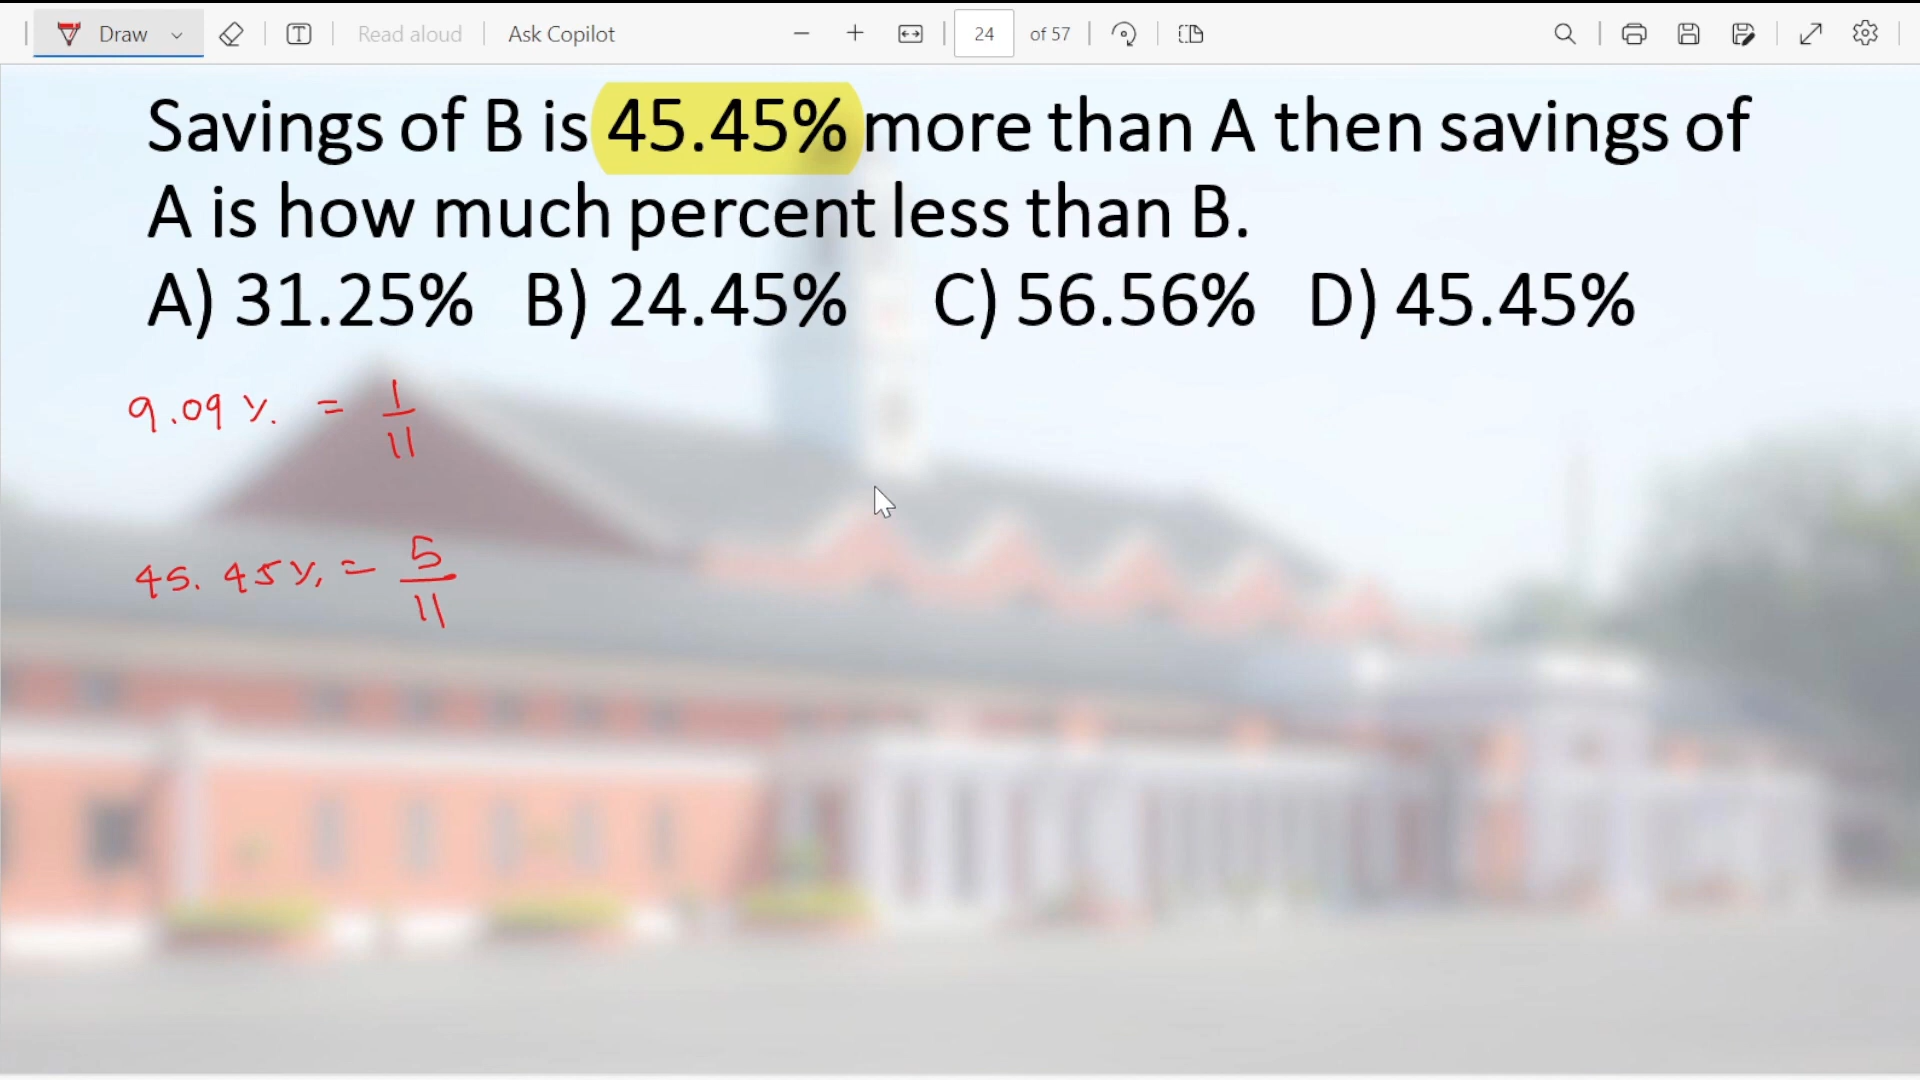 Draw Read aloud Ask Copilot 24 of 57
Savings of B is 45.45% more than A then savings of
A is how much percent less than B.
A) 31.25% B) 24.45% C) 56.56% D) 45.45%
9.09% = 1/11
45.45% = 5/11